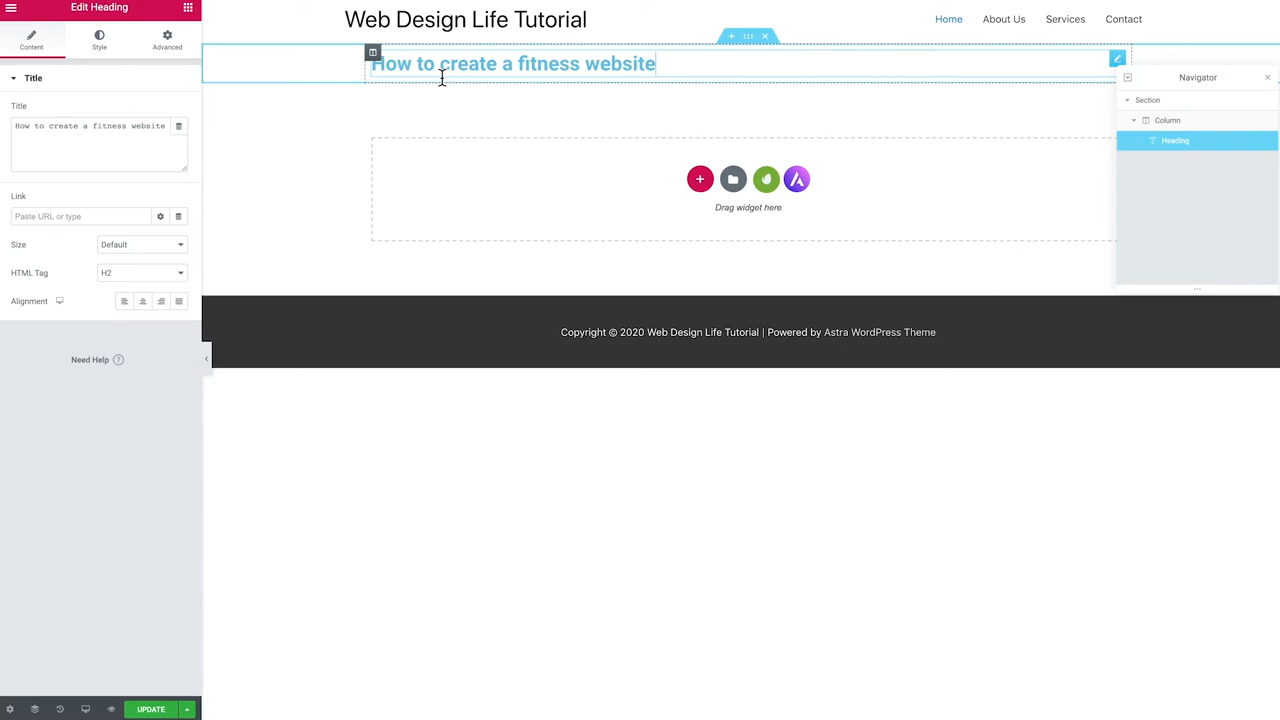 Edit Heading
Content
Style
Advanced
Title
Title
How to create a fitness website
Link
Paste URL or type
Size
Default
HTML Tag
H2
Alignment
Need Help ?
UPDATE
Web Design Life Tutorial
Home
About Us
Services
Contact
How to create a fitness website
Drag widget here
Copyright © 2020 Web Design Life Tutorial | Powered by Astra WordPress Theme
Navigator
Section
Column
Heading